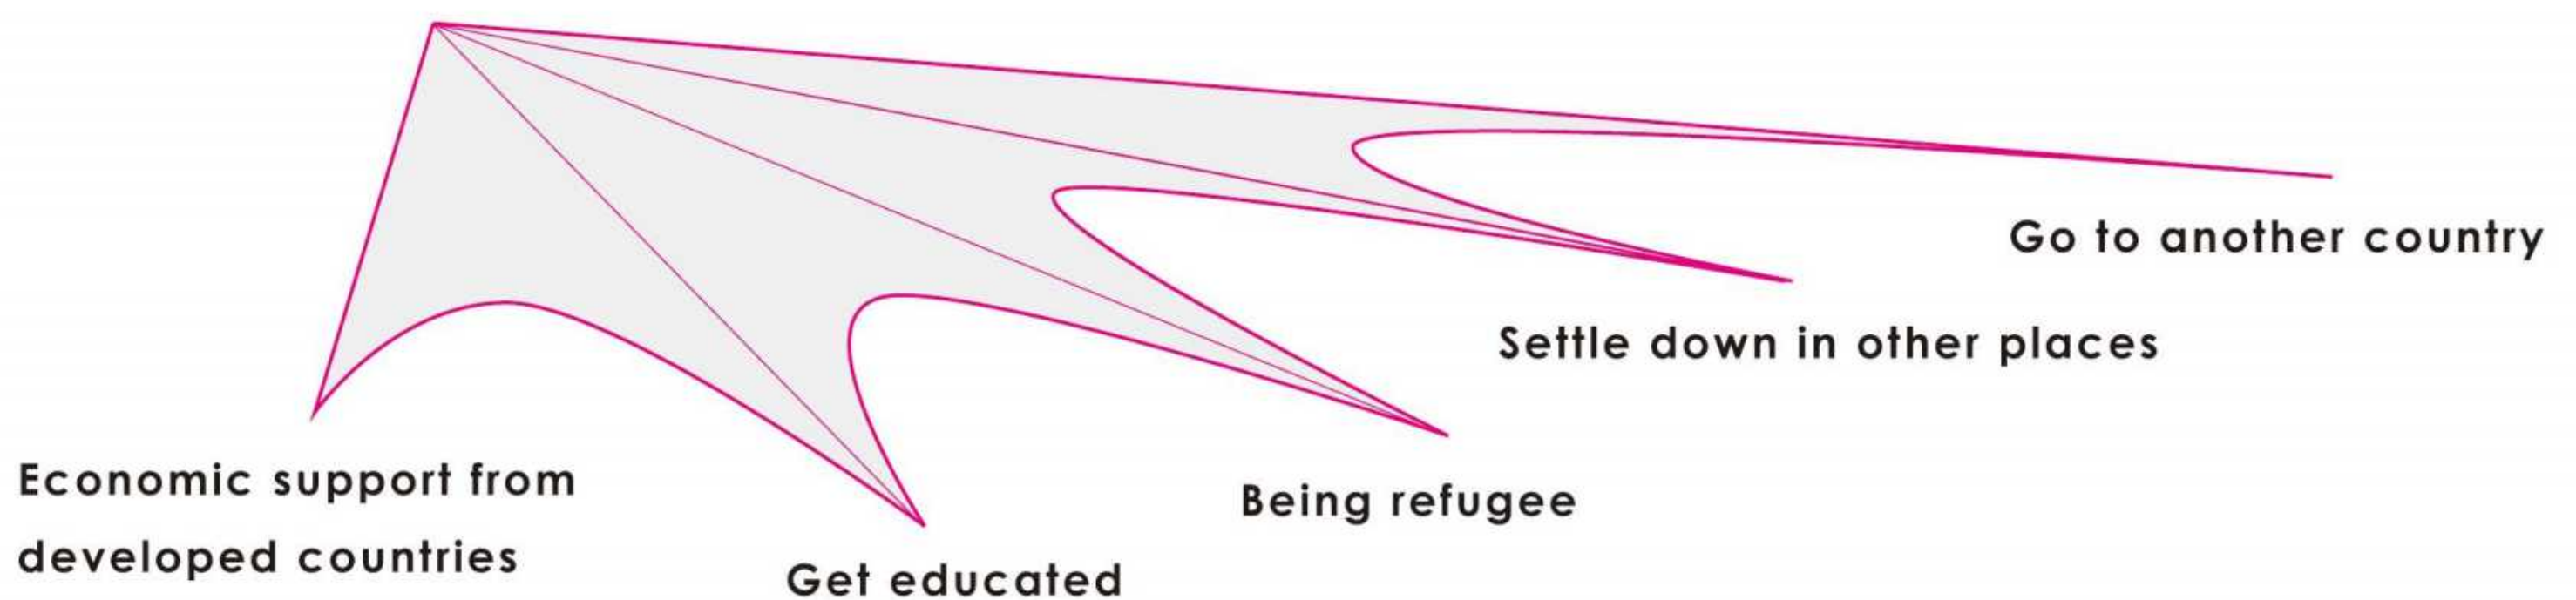 Go to another country
Settle down in other places
Economic support from
developed countries
Being refugee
Get educated